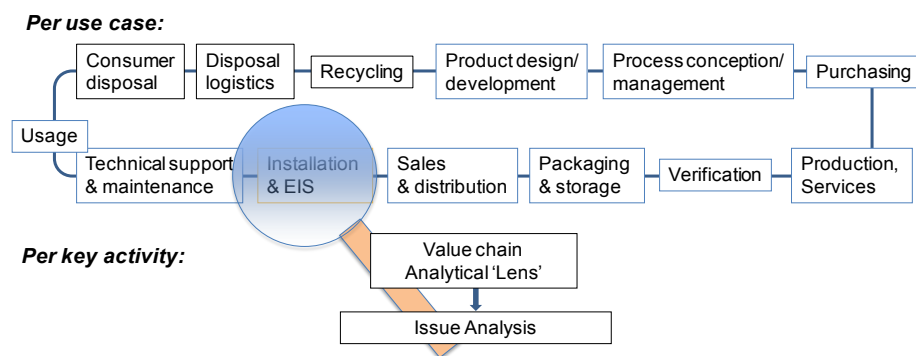 Per use case:
Consumer
disposal
Disposal
logistics
Recycling
Product design/
development
Process conception/
management
Purchasing
Usage
Technical support
& maintenance
Installation
& EIS
Sales
& distribution
Packaging
& storage
Verification
Production,
Services
Per key activity:
Value chain
Analytical ‘Lens’
Issue Analysis